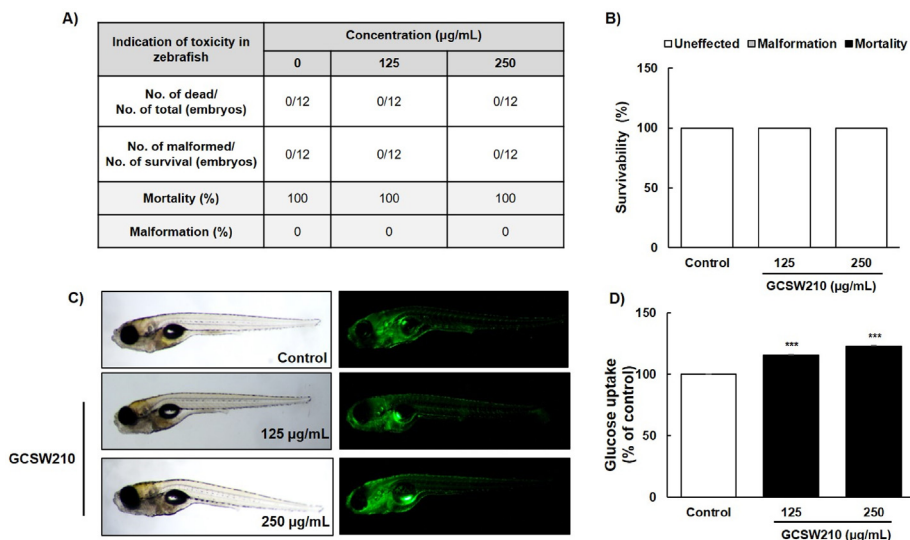 A)
Indication of toxicity in
zebrafish
Concentration (µg/mL)
0 125 250
No. of dead/
No. of total (embryos)
0/12 0/12 0/12
No. of malformed/
No. of survival (embryos)
0/12 0/12 0/12
Mortality (%) 100 100 100
Malformation (%) 0 0 0
B)
Uneffected Malformation Mortality
Survivability (%)
150
100
50
0
Control 125 250
GCSW210 (µg/mL)
C)
Control
GCSW210
125 µg/mL
250 µg/mL
D)
Glucose uptake
(% of control)
150
100
50
0
*** ***
Control 125 250
GCSW210 (µg/mL)